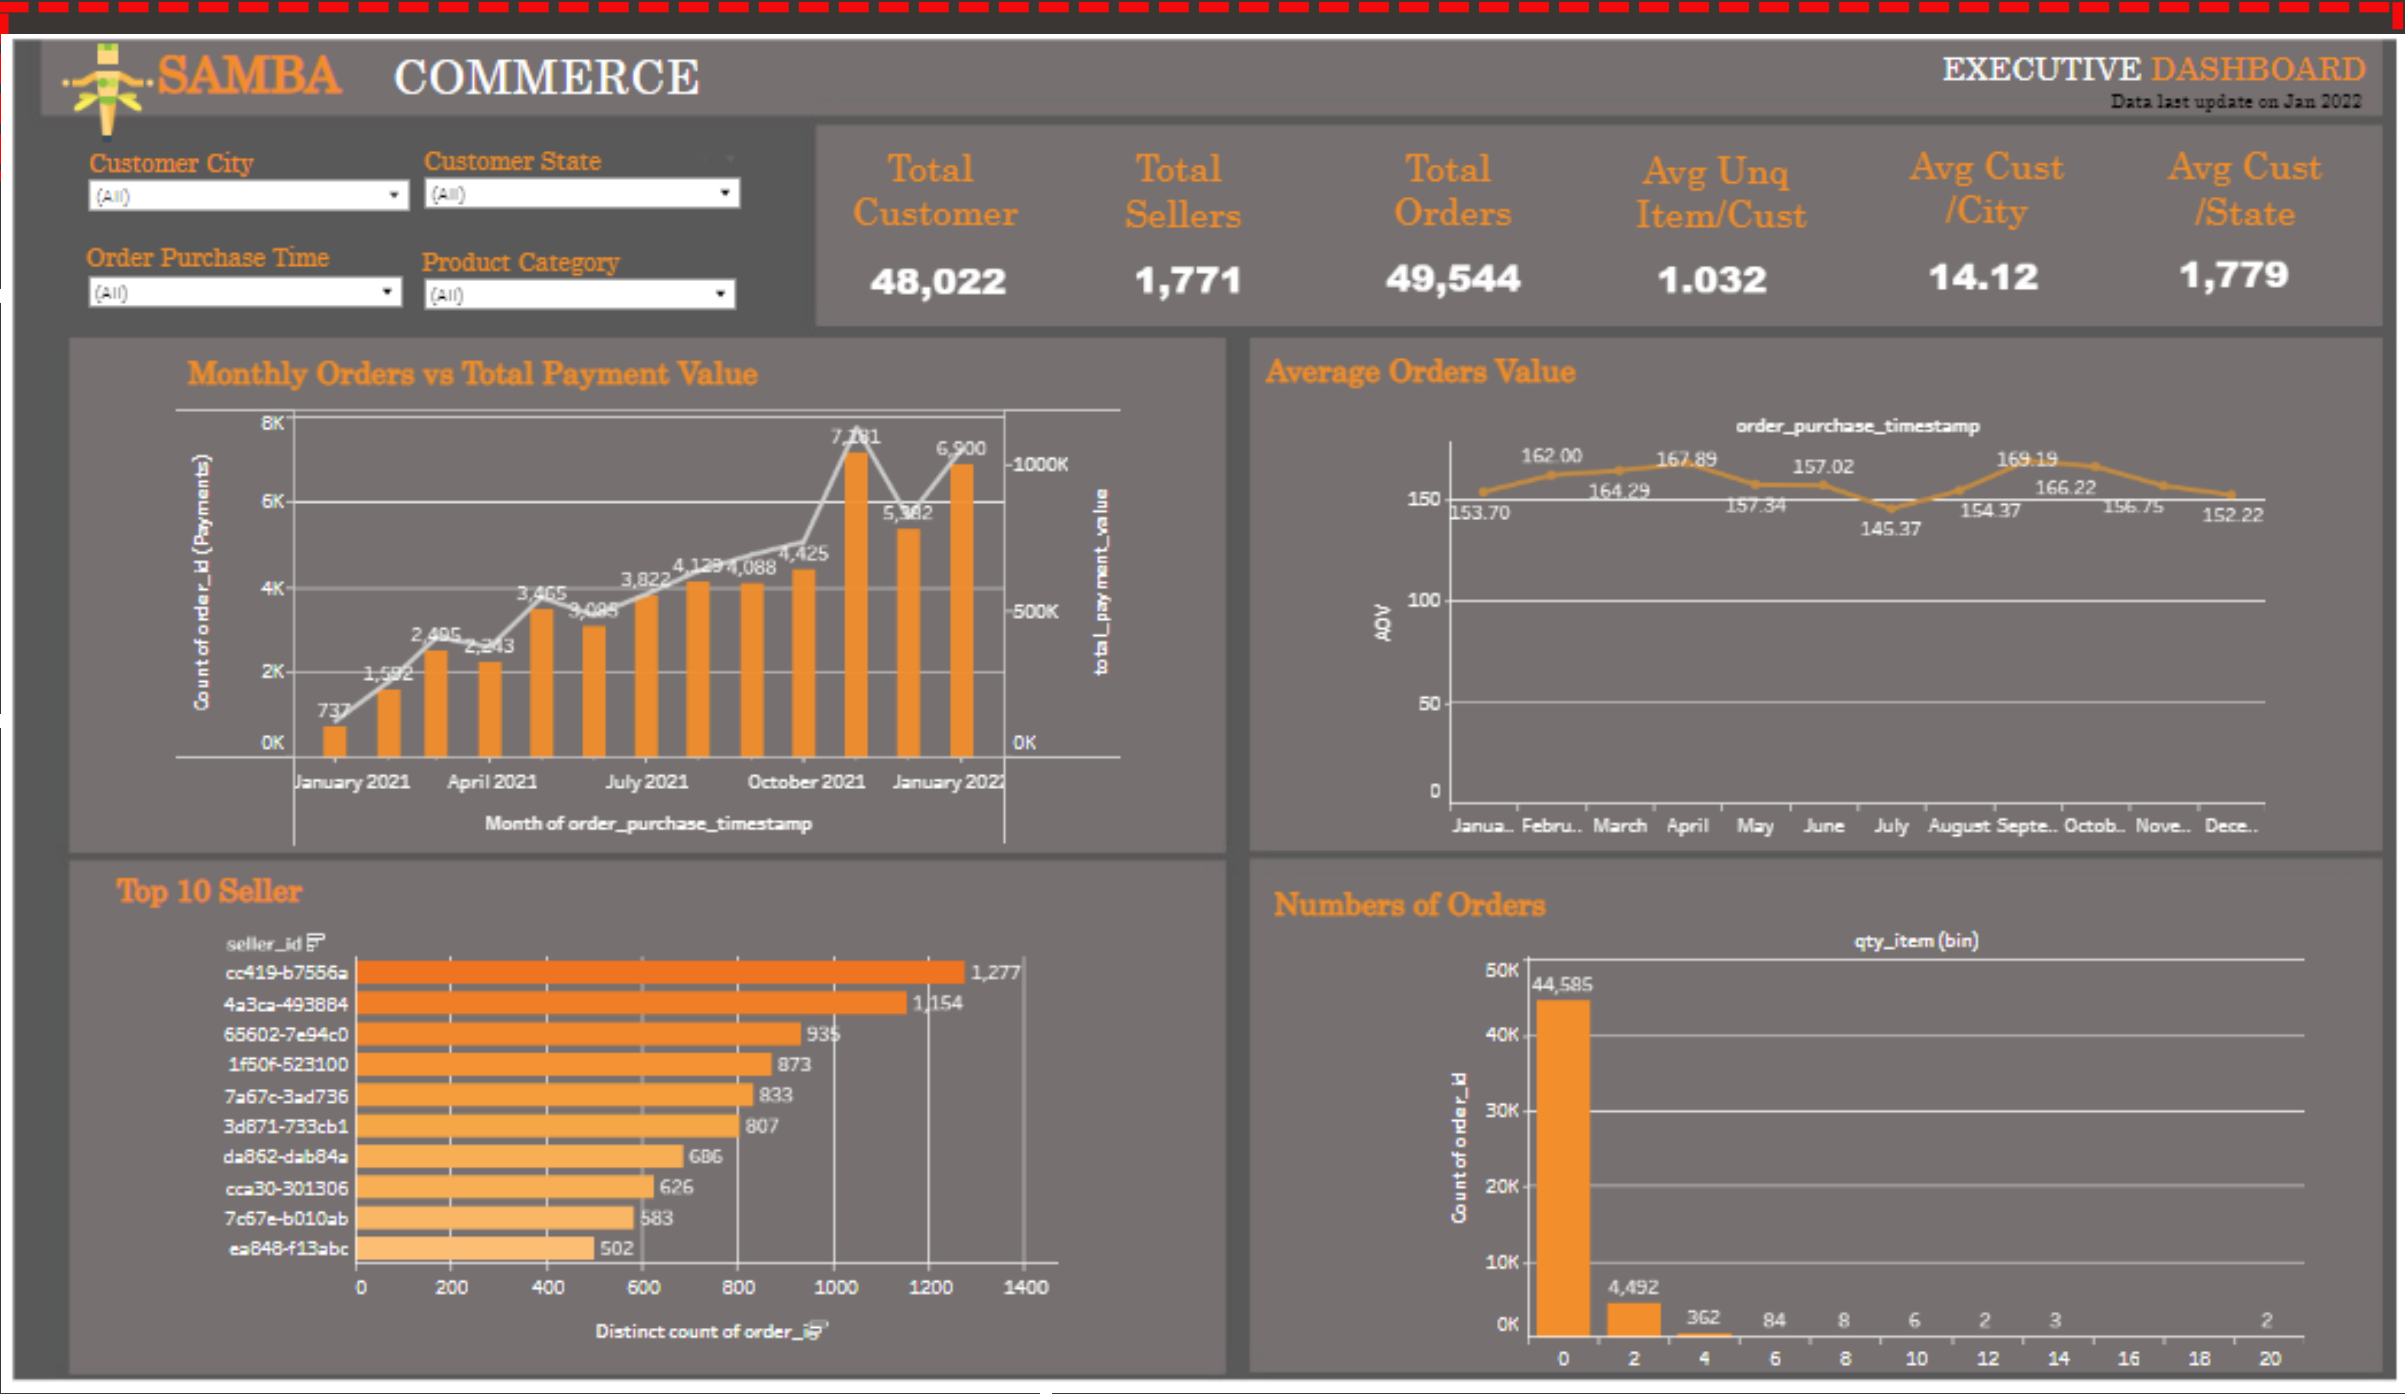 SAMBA COMMERCE
EXECUTIVE DASHBOARD
Data last update on Jan 2022
Customer City
(All)
Customer State
(All)
Order Purchase Time
(All)
Product Category
(All)
Total
Customer
48,022
Total
Sellers
1,771
Total
Orders
49,544
Avg Unq
Item/Cust
1.032
Avg Cust
/City
14.12
Avg Cust
/State
1,779
Monthly Orders vs Total Payment Value
Count of order_id (Payments)
8K
6K
4K
2K
0K
737
2,495
2,243
3,465
3,822
4,088
4,425
6,900
1000K
500K
0K
total_payment_value
January 2021 April 2021 July 2021 October 2021 January 202
Month of order_purchase_timestamp
Average Orders Value
order_purchase_timestamp
AOV
150
100
50
0
153.70
162.00
164.29
167.89
157.34
157.02
145.37
154.37
169.19
166.22
156.75
152.22
Janua.. Febru.. March April May June July August Septe.. Octob.. Nove.. Dece..
Top 10 Seller
seller_id
cc419-b7556a 1,277
4a3ca-493884 1,154
65602-7e94c0 935
1f50f-523100 873
7a67c-3ad736 833
3d871-733cb1 807
da862-dab84a 686
cca30-301306 626
7c67e-b010ab 583
ea848-f13abc 502
0 200 400 600 800 1000 1200 1400
Distinct count of
Numbers of Orders
qty_item (bin)
Count of order_id
50K
40K
30K
20K
10K
0K
44,585
4,492
362
84
8
6
2
3
2
0 2 4 6 8 10 12 14 16 18 20